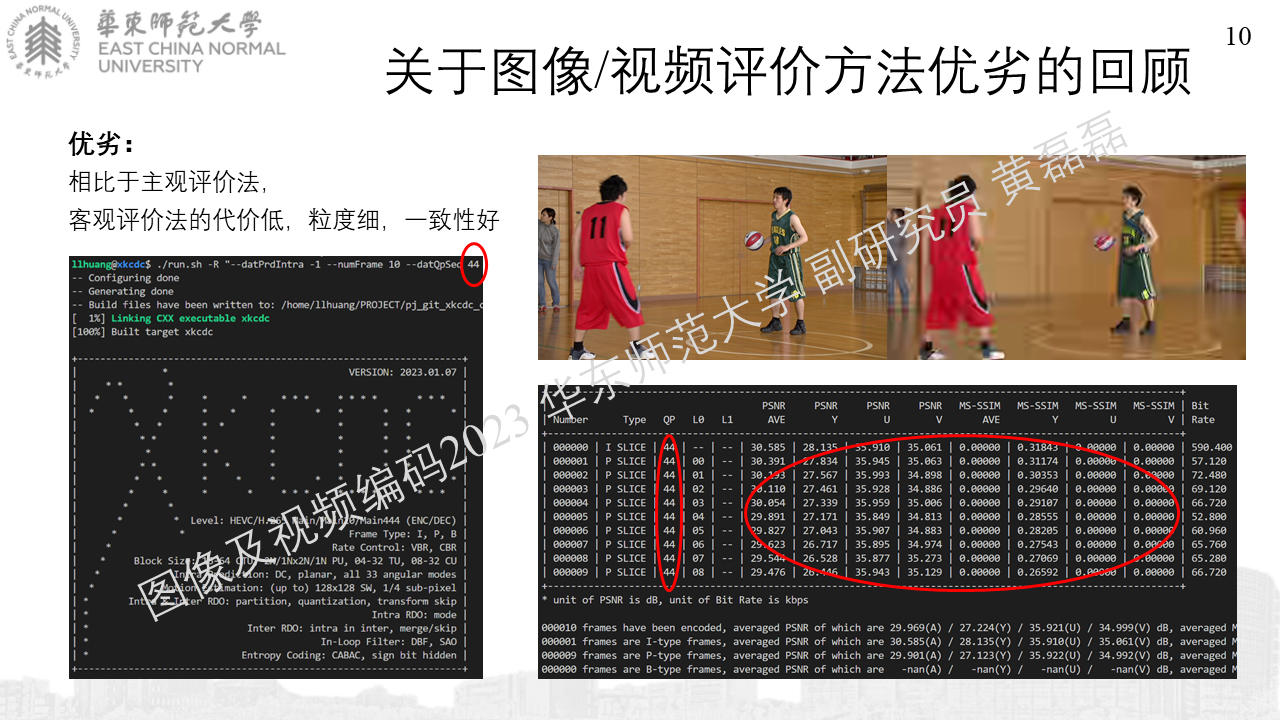 EAST CHINA NORMAL UNIVERSITY
華東師範大學
EAST CHINA NORMAL
UNIVERSITY
10
关于图像/视频评价方法优劣的回顾
优劣：
相比于主观评价法，
客观评价法的代价低，粒度细，一致性好
llhuang@xkcdc$ ./run.sh -R "--datPrdIntra -1 --numFrame 10 --datQpSeq 44
-- Configuring done
-- Generating done
-- Build files have been written to: /home/llhuang/PROJECT/pj_git_xkcdc_c
[  1%] Linking CXX executable xkcdc
[100%] Built target xkcdc
VERSION: 2023.01.07
Level: HEVC/H.265 Main/Main10/Main444 (ENC/DEC)
Frame Type: I, P, B
Rate Control: VBR, CBR
Block Size: 64 CTU, 2N/1Nx2N/1N PU, 04-32 TU, 08-32 CU
Intra Prediction: DC, planar, all 33 angular modes
Motion Estimation: (up to) 128x128 SW, 1/4 sub-pixel
Intra & Inter RDO: partition, quantization, transform skip
Intra RDO: mode
Inter RDO: intra in inter, merge/skip
In-Loop Filter: DBF, SAO
Entropy Coding: CABAC, sign bit hidden
11
PSNR PSNR PSNR PSNR MS-SSIM MS-SSIM MS-SSIM MS-SSIM | Bit
Number Type QP L0 L1 AVE Y U V AVE Y U V | Rate
000000 | I SLICE | 44 | -- | -- | 30.585 | 28.135 | 35.910 | 35.061 | 0.00000 | 0.31843 | 0.00000 | 0.00000 | 590.400
000001 | P SLICE | 44 | 00 | -- | 30.391 | 27.834 | 35.945 | 35.063 | 0.00000 | 0.31174 | 0.00000 | 0.00000 | 57.120
000002 | P SLICE | 44 | 01 | -- | 30.193 | 27.567 | 35.993 | 34.898 | 0.00000 | 0.30353 | 0.00000 | 0.00000 | 72.480
000003 | P SLICE | 44 | 02 | -- | 30.110 | 27.461 | 35.928 | 34.886 | 0.00000 | 0.29640 | 0.00000 | 0.00000 | 69.120
000004 | P SLICE | 44 | 03 | -- | 30.054 | 27.339 | 35.959 | 35.006 | 0.00000 | 0.29107 | 0.00000 | 0.00000 | 66.720
000005 | P SLICE | 44 | 04 | -- | 29.891 | 27.171 | 35.849 | 34.813 | 0.00000 | 0.28555 | 0.00000 | 0.00000 | 52.800
000006 | P SLICE | 44 | 05 | -- | 29.827 | 27.043 | 35.907 | 34.883 | 0.00000 | 0.28205 | 0.00000 | 0.00000 | 60.960
000007 | P SLICE | 44 | 06 | -- | 29.623 | 26.717 | 35.895 | 34.974 | 0.00000 | 0.27543 | 0.00000 | 0.00000 | 65.760
000008 | P SLICE | 44 | 07 | -- | 29.544 | 26.528 | 35.877 | 35.273 | 0.00000 | 0.27069 | 0.00000 | 0.00000 | 65.280
000009 | P SLICE | 44 | 08 | -- | 29.476 | 26.446 | 35.943 | 35.129 | 0.00000 | 0.26592 | 0.00000 | 0.00000 | 66.720
* unit of PSNR is dB, unit of Bit Rate is kbps
000010 frames have been encoded, averaged PSNR of which are 29.969(A) / 27.224(Y) / 35.921(U) / 34.999(V) dB, averaged M
000001 frames are I-type frames, averaged PSNR of which are 30.585(A) / 28.135(Y) / 35.910(U) / 35.061(V) dB, averaged M
000009 frames are P-type frames, averaged PSNR of which are 29.901(A) / 27.123(Y) / 35.922(U) / 34.992(V) dB, averaged M
000000 frames are B-type frames, averaged PSNR of which are -nan(A) / -nan(Y) / -nan(U) / -nan(V) dB, averaged M
图像及视频编码2023 华东师范大学 副研究员 黄磊磊